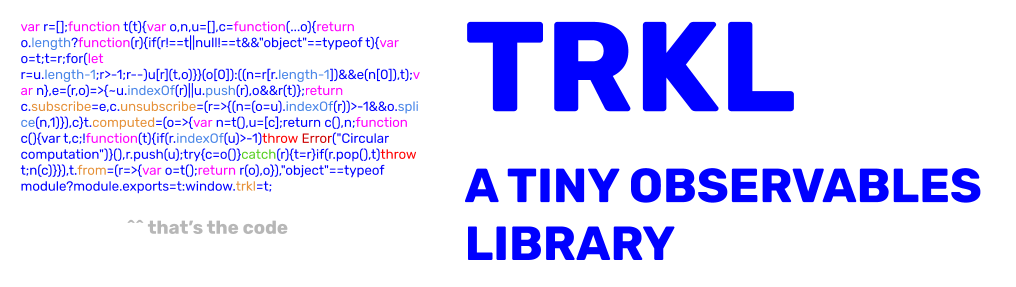 var r=[];function t(t){var o,n,u=[],c=function(...o){return
o.length?function(r){if(r!==t||null!==t&&"object"==typeof t){var
o=t;t=r;for(let
r=u.length-1;r>-1;r--)u[r](t,o)}}(o[0]):((n=r[r.length-1])&&e(n[0]),t);v
ar n},e=(r,o)=>{~u.indexOf(r)||u.push(r),o&&r(t)};return
c.subscribe=e,c.unsubscribe=(r=>{(n=(o=u).indexOf(r))>-1&&o.spli
ce(n,1)}),c}t.computed=(o=>{var n=t(),u=[c];return c(),n;function
c(){var t,c;!function(t){if(r.indexOf(u)>-1)throw Error("Circular
computation")}(),r.push(u);try{c=o()}catch(r){t=r}if(r.pop(),t)throw
t;n(c)}}),t.from=(r=>{var o=t();return r(o),o}),"object"==typeof
module?module.exports=t:window.trkl=t;
^^ that's the code
TRKL
A TINY OBSERVABLES
LIBRARY